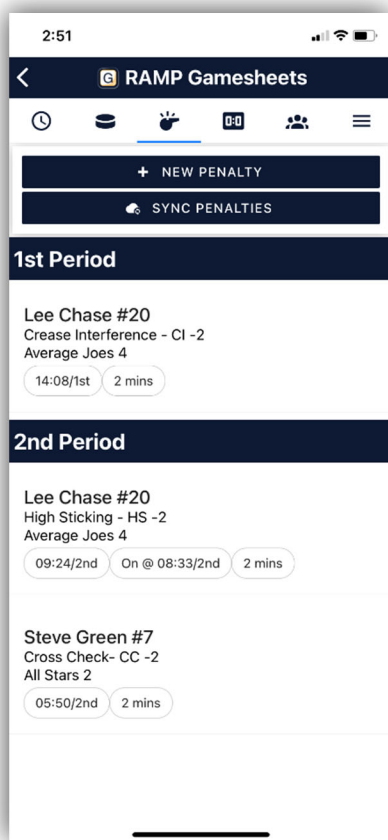 2:51
G RAMP Gamesheets
0:0
+ NEW PENALTY
SYNC PENALTIES
1st Period
Lee Chase #20
Crease Interference - CI -2
Average Joes 4
14:08/1st 2 mins
2nd Period
Lee Chase #20
High Sticking - HS -2
Average Joes 4
09:24/2nd On @ 08:33/2nd 2 mins
Steve Green #7
Cross Check- CC -2
All Stars 2
05:50/2nd 2 mins